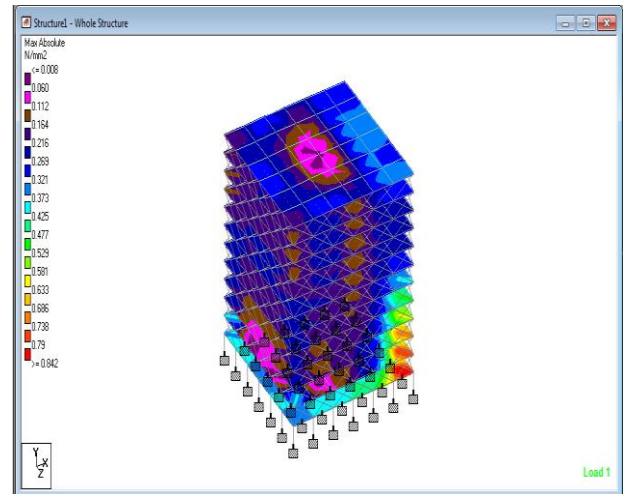 Structure1 - Whole Structure
Max Absolute
N/mm2
<= 0.008
0.060
0.112
0.164
0.216
0.269
0.321
0.373
0.425
0.477
0.529
0.581
0.633
0.686
0.738
0.79
>= 0.842
Y
X
Z
Load 1